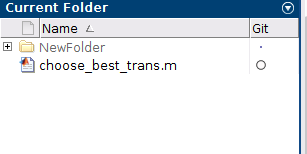 Current Folder
Name Git
NewFolder
choose_best_trans.m